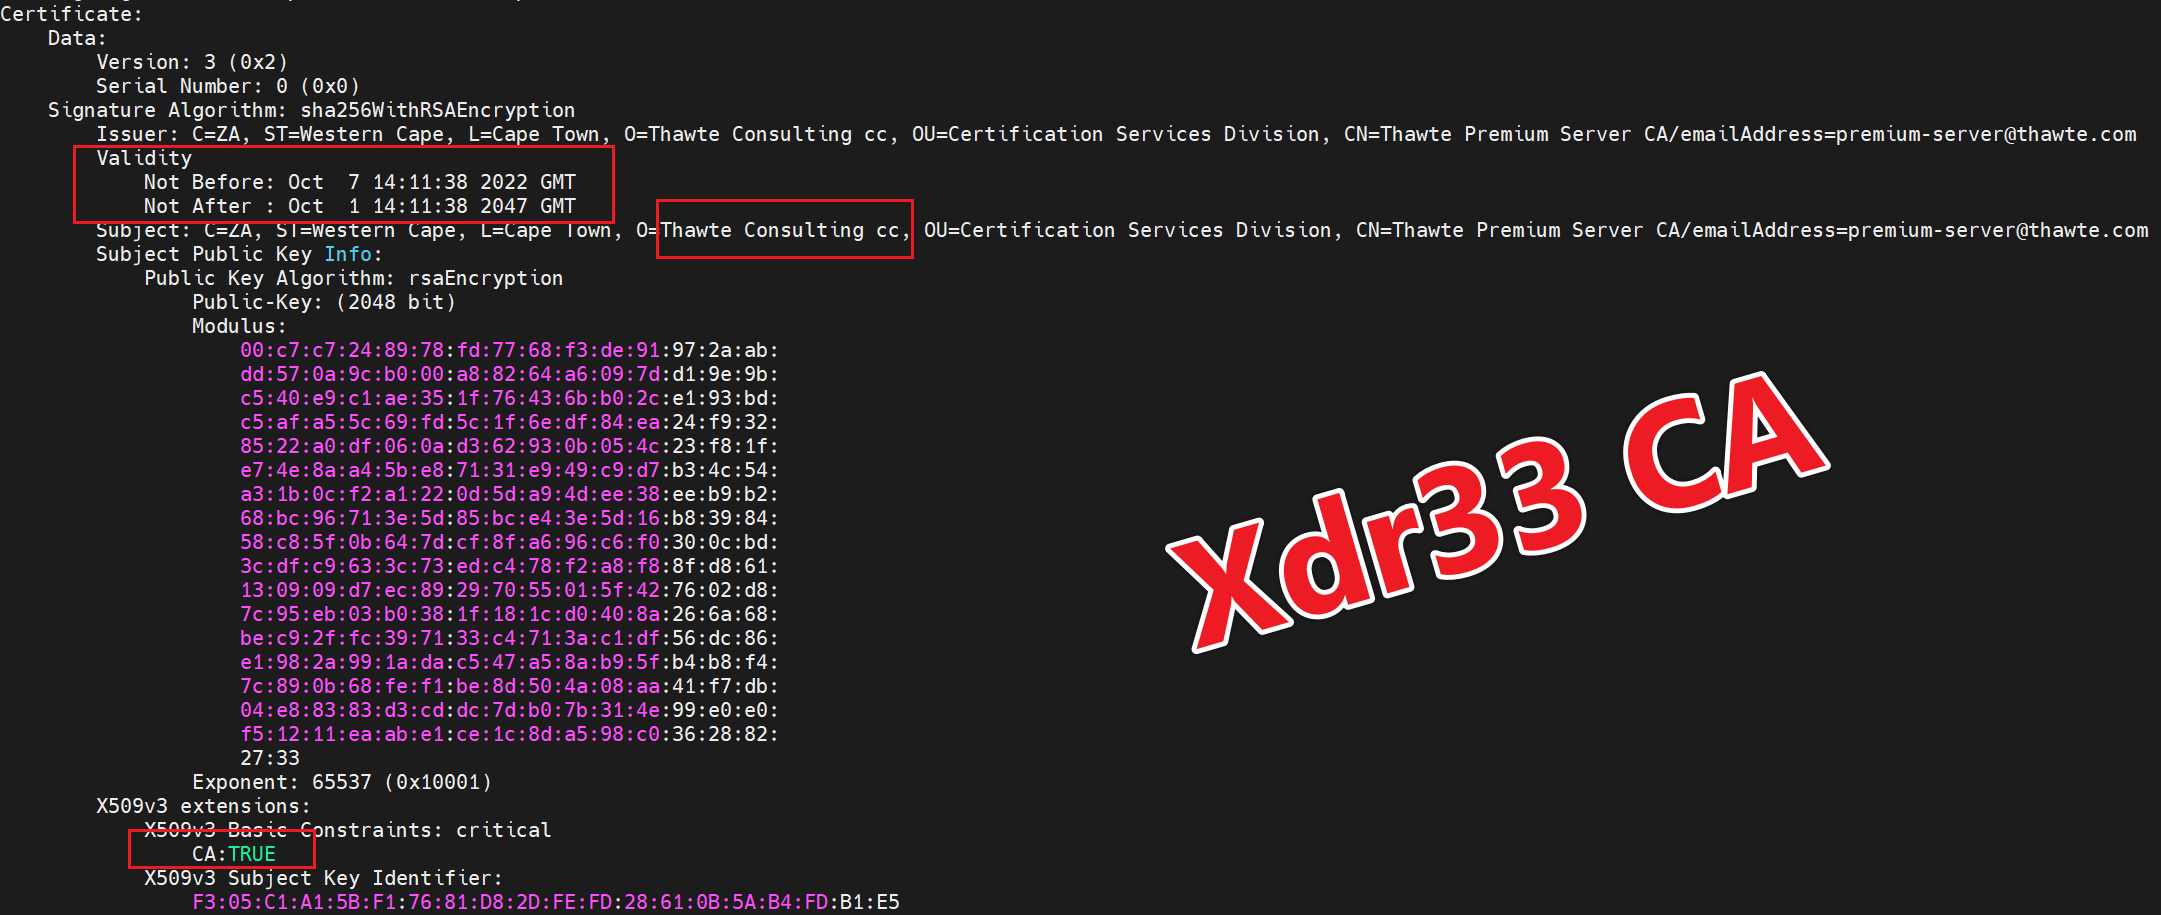 Certificate:
Data:
Version: 3 (0x2)
Serial Number: 0 (0x0)
Signature Algorithm: sha256WithRSAEncryption
Issuer: C=ZA, ST=Western Cape, L=Cape Town, O=Thawte Consulting cc, OU=Certification Services Division, CN=Thawte Premium Server CA/emailAddress=premium-server@thawte.com
Validity
Not Before: Oct  7 14:11:38 2022 GMT
Not After : Oct  1 14:11:38 2047 GMT
Subject: C=ZA, ST=Western Cape, L=Cape Town, O=Thawte Consulting cc, OU=Certification Services Division, CN=Thawte Premium Server CA/emailAddress=premium-server@thawte.com
Subject Public Key Info:
Public Key Algorithm: rsaEncryption
Public-Key: (2048 bit)
Modulus:
00:c7:c7:24:89:78:fd:77:68:f3:de:91:97:2a:ab:
dd:57:0a:9c:b0:00:a8:82:64:a6:09:7d:d1:9e:9b:
c5:40:e9:c1:ae:35:1f:76:43:6b:b0:2c:e1:93:bd:
c5:af:a5:5c:69:fd:5c:1f:6e:df:84:ea:24:f9:32:
85:22:a0:df:06:0a:d3:62:93:0b:05:4c:23:f8:1f:
e7:4e:8a:a4:5b:e8:71:31:e9:49:c9:d7:b3:4c:54:
a3:1b:0c:f2:a1:22:0d:5d:a9:4d:ee:38:ee:b9:b2:
68:bc:96:71:3e:5d:85:bc:e4:3e:5d:16:b8:39:84:
58:c8:5f:0b:64:7d:cf:8f:a6:96:c6:f0:30:0c:bd:
3c:df:c9:63:3c:73:ed:c4:78:f2:a8:f8:8f:d8:61:
13:09:09:d7:ec:89:29:70:55:01:5f:42:76:02:d8:
7c:95:eb:03:b0:38:1f:18:1c:d0:40:8a:26:6a:68:
be:c9:2f:fc:39:71:33:c4:71:3a:c1:df:56:dc:86:
e1:98:2a:99:1a:da:c5:47:a5:8a:b9:5f:b4:b8:f4:
7c:89:0b:68:fe:f1:be:8d:50:4a:08:aa:41:f7:db:
04:e8:83:83:d3:cd:dc:7d:b0:7b:31:4e:99:e0:e0:
f5:12:11:ea:ab:e1:ce:1c:8d:a5:98:c0:36:28:82:
27:33
Exponent: 65537 (0x10001)
X509v3 extensions:
X509v3 Basic Constraints: critical
CA:TRUE
X509v3 Subject Key Identifier:
F3:05:C1:A1:5B:F1:76:81:D8:2D:FE:FD:28:61:0B:5A:B4:FD:B1:E5
Xdr33 CA